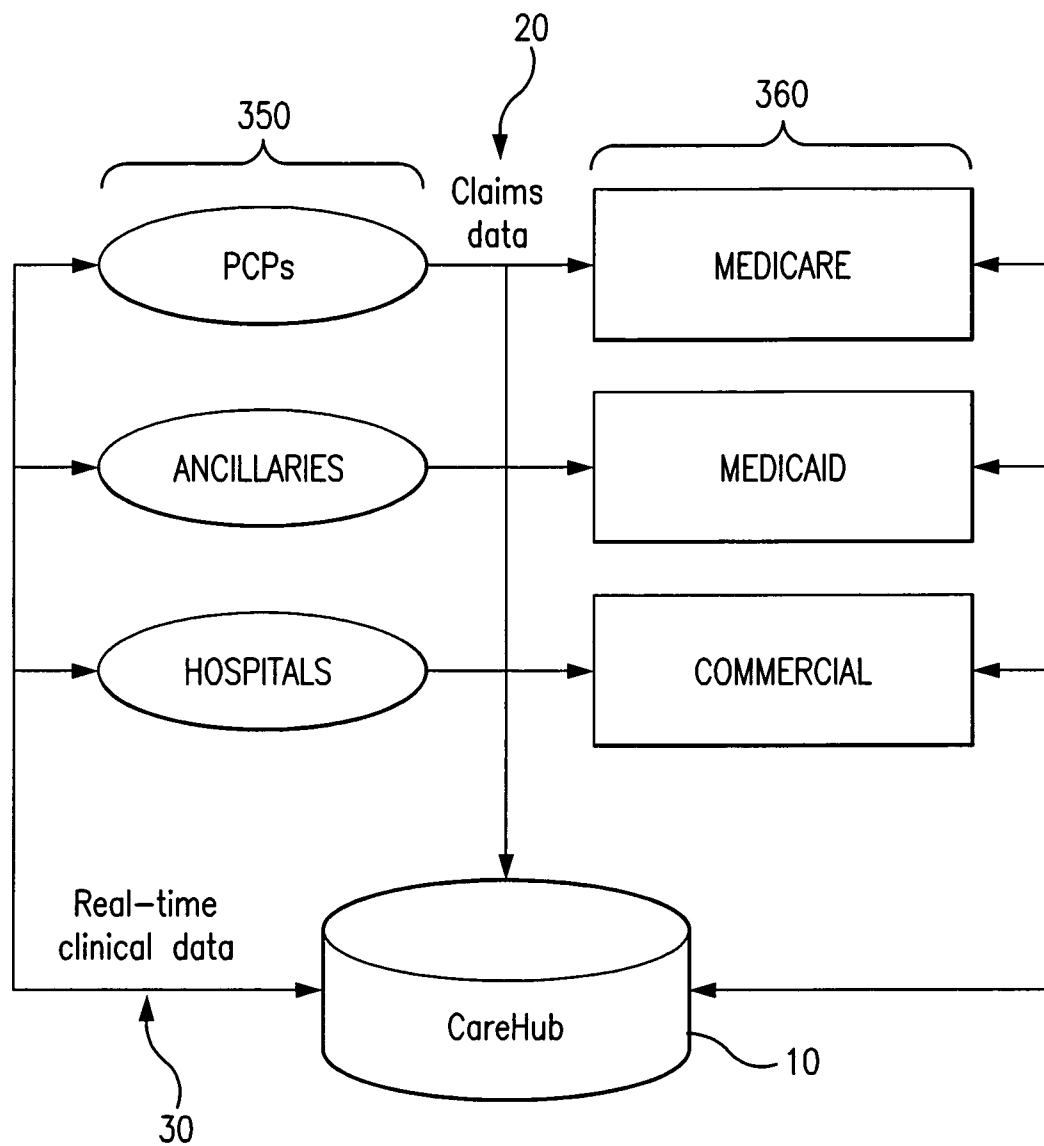 20
350
360
Claims
data
PCPs
MEDICARE
ANCILLARIES
MEDICAID
HOSPITALS
COMMERCIAL
Real-time
clinical data
CareHub
10
30